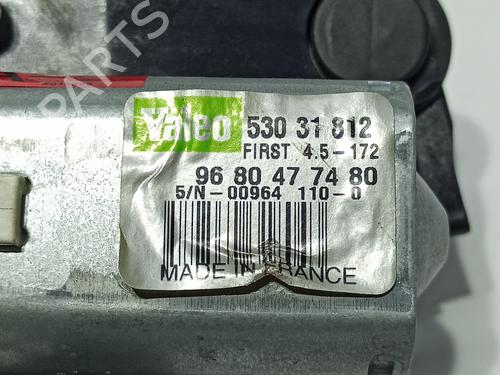 Valeo 530 31 812
FIRST 4.5-172
96 80 47 74 80
S/N-00964 110-0
MADE IN FRANCE
B-PARTS